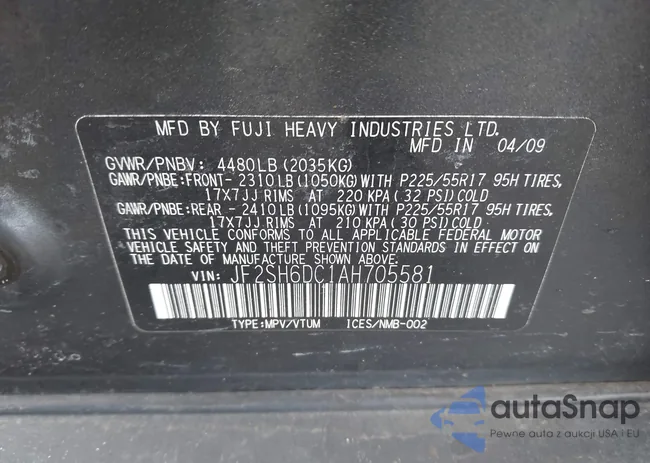 MFD BY FUJI HEAVY INDUSTRIES LTD.
MFD IN 04/09
GVWR/PNBV: 4480LB(2035KG)
GAWR/PNBE:FRONT-2310LB(1050KG)WITH P225/55R17 95H TIRES,
17X7JJ RIMS AT 220 KPA(32 PSI)COLD
GAWR/PNBE:REAR -2410LB(1095KG)WITH P225/55R17 95H TIRES,
17X7JJ RIMS AT 210 KPA(30 PSI)COLD
THIS VEHICLE CONFORMS TO ALL APPLICABLE FEDERAL MOTOR
VEHICLE SAFETY AND THEFT PREVENTION STANDARDS IN EFFECT ON
THE DATE OF MANUFACTURE SHOWN ABOVE.
VIN: JF2SH6DC1AH705581
TYPE:MPV/VTUM ICES/NMB-002
autaSnap
Pewne auta z aukcji USA i EU